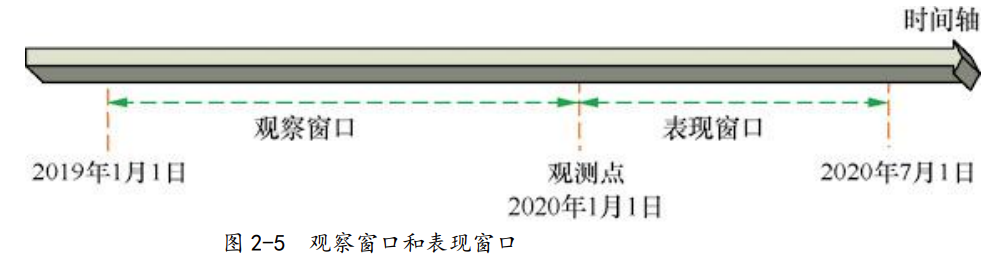 时间轴
观察窗口
表现窗口
2019年1月1日
观测点
2020年1月1日
2020年7月1日
图 2-5 观察窗口和表现窗口